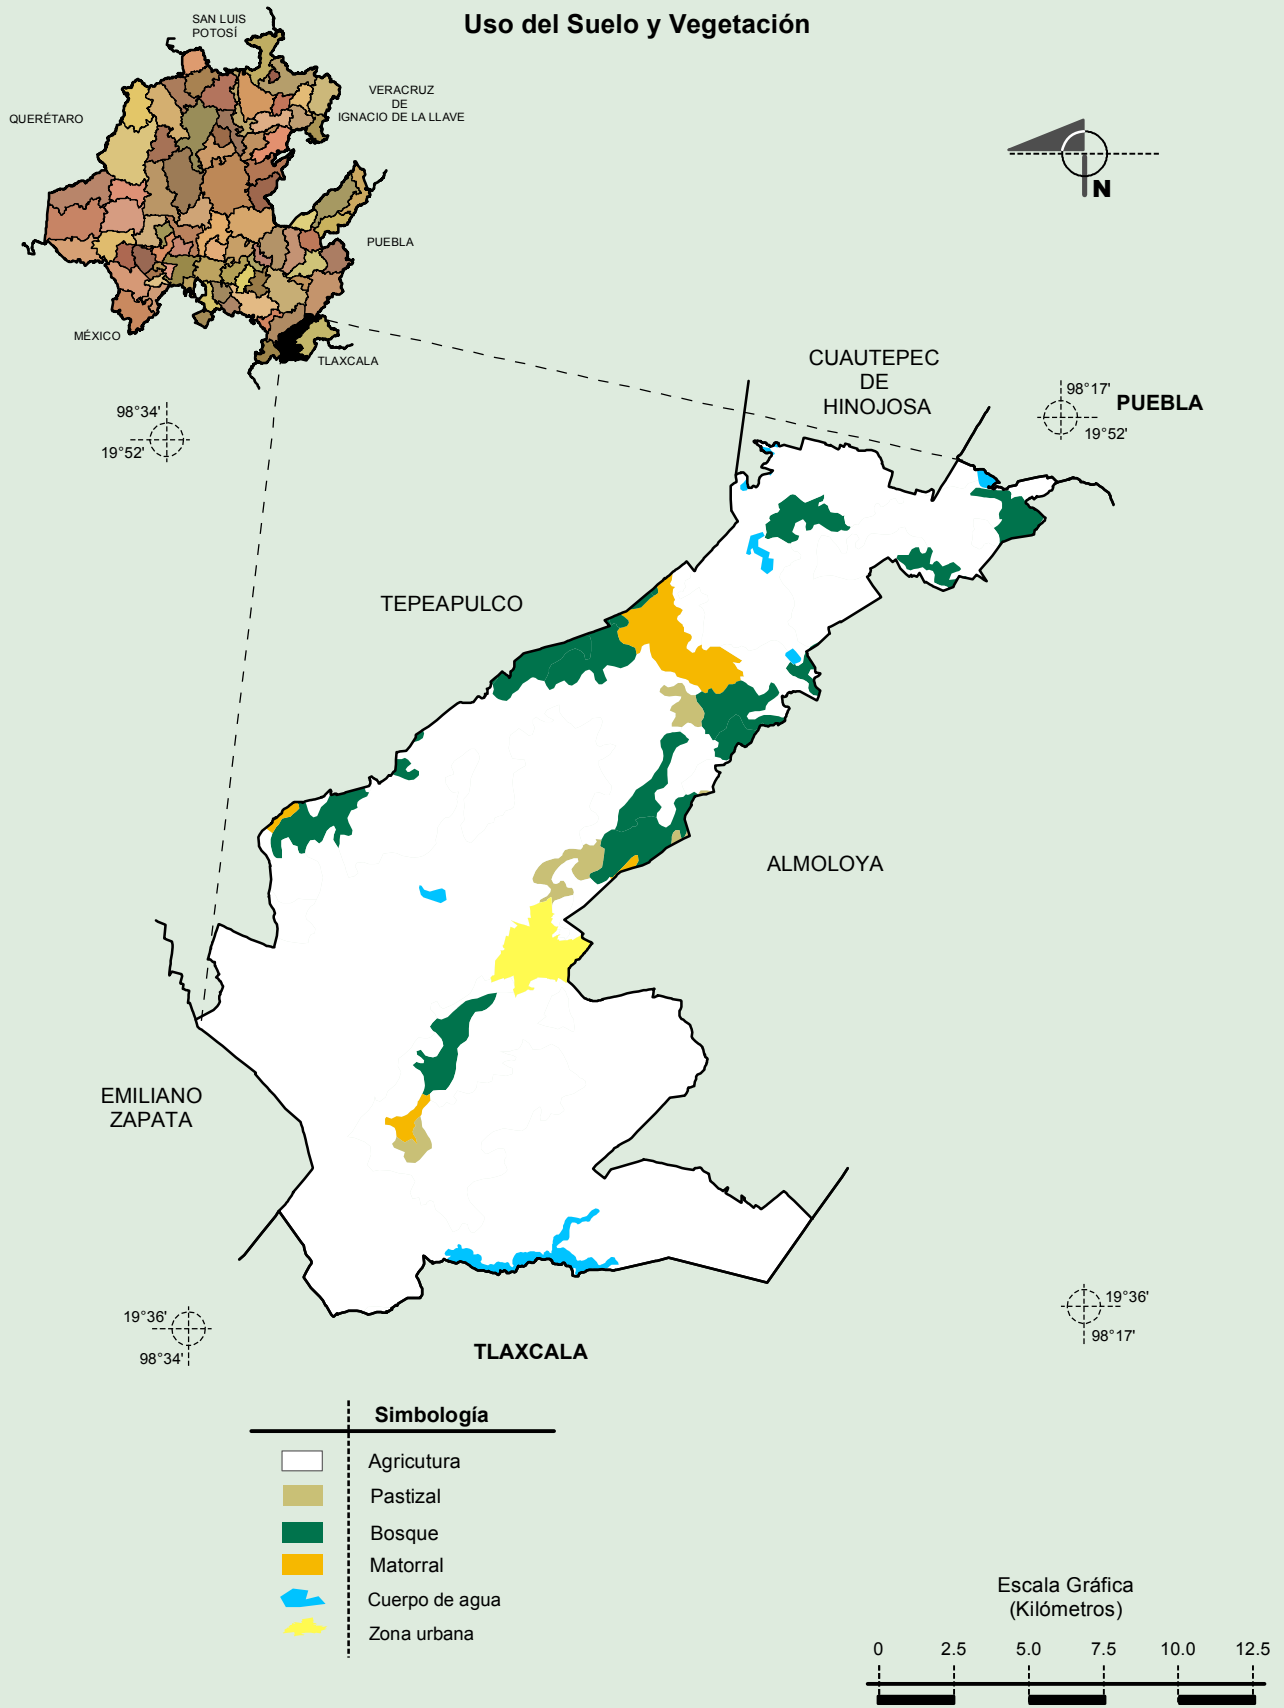 Uso del Suelo y Vegetación
SAN LUIS
POTOSÍ
VERACRUZ
DE
IGNACIO DE LA LLAVE
QUERÉTARO
PUEBLA
MÉXICO
TLAXCALA
N
CUAUTEPEC
DE
HINOJOSA
98°34'
19°52'
98°17'
19°52'
PUEBLA
TEPEAPULCO
ALMOLOYA
EMILIANO
ZAPATA
19°36'
98°34'
19°36'
98°17'
TLAXCALA
Simbología
Agricutura
Pastizal
Bosque
Matorral
Cuerpo de agua
Zona urbana
Escala Gráfica
(Kilómetros)
0 2.5 5.0 7.5 10.0 12.5